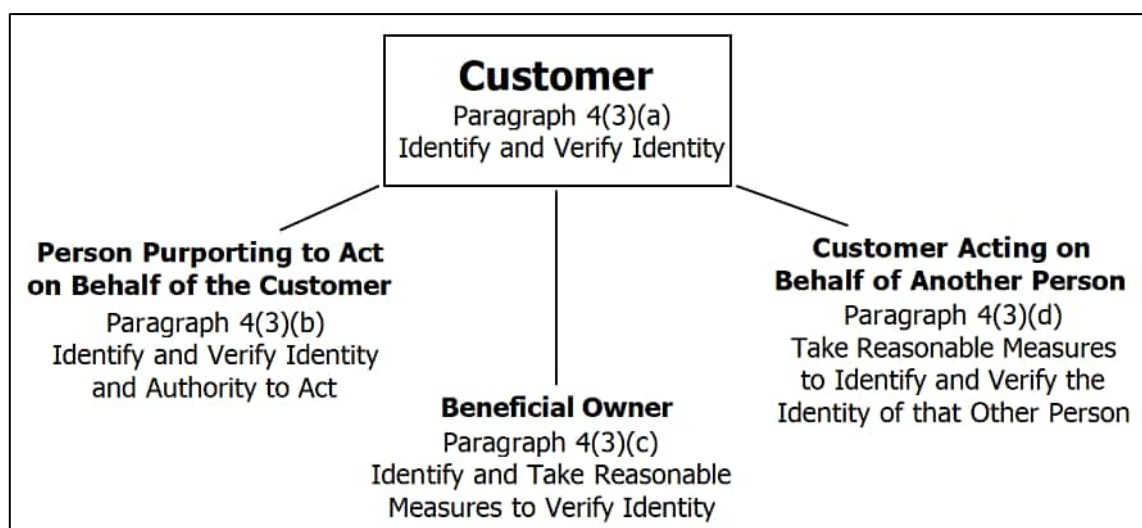 Customer
Paragraph 4(3)(a)
Identify and Verify Identity
Person Purporting to Act
on Behalf of the Customer
Paragraph 4(3)(b)
Identify and Verify Identity
and Authority to Act
Beneficial Owner
Paragraph 4(3)(c)
Identify and Take Reasonable
Measures to Verify Identity
Customer Acting on
Behalf of Another Person
Paragraph 4(3)(d)
Take Reasonable Measures
to Identify and Verify the
Identity of that Other Person